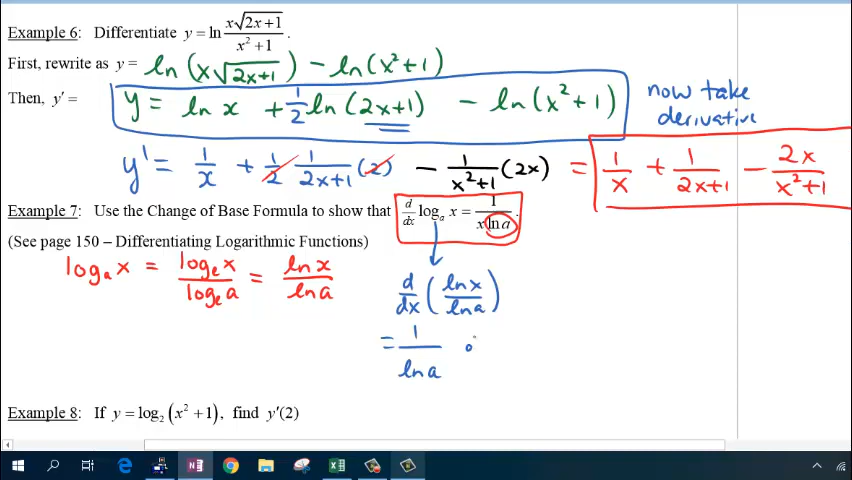 Example 6: Differentiate y = ln x√(2x+1) / (x² + 1).
First, rewrite as y = ln(x√(2x+1)) − ln(x²+1)
Then, y′ = y = ln x + 1/2 ln(2x+1) − ln(x²+1)
now take
derivative
y' = 1/x + 1/2 1/(2x+1) (2) − 1/(x²+1) (2x) = 1/x + 1/(2x+1) − 2x/(x²+1)
Example 7: Use the Change of Base Formula to show that d/dx logₐ x = 1/(x ln a).
(See page 150 – Differentiating Logarithmic Functions)
logₐ x = logₑ x / logₑ a = ln x / ln a
d/dx (ln x / ln a)
= 1 / ln a
Example 8: If y = log₂(x² + 1), find y′(2)